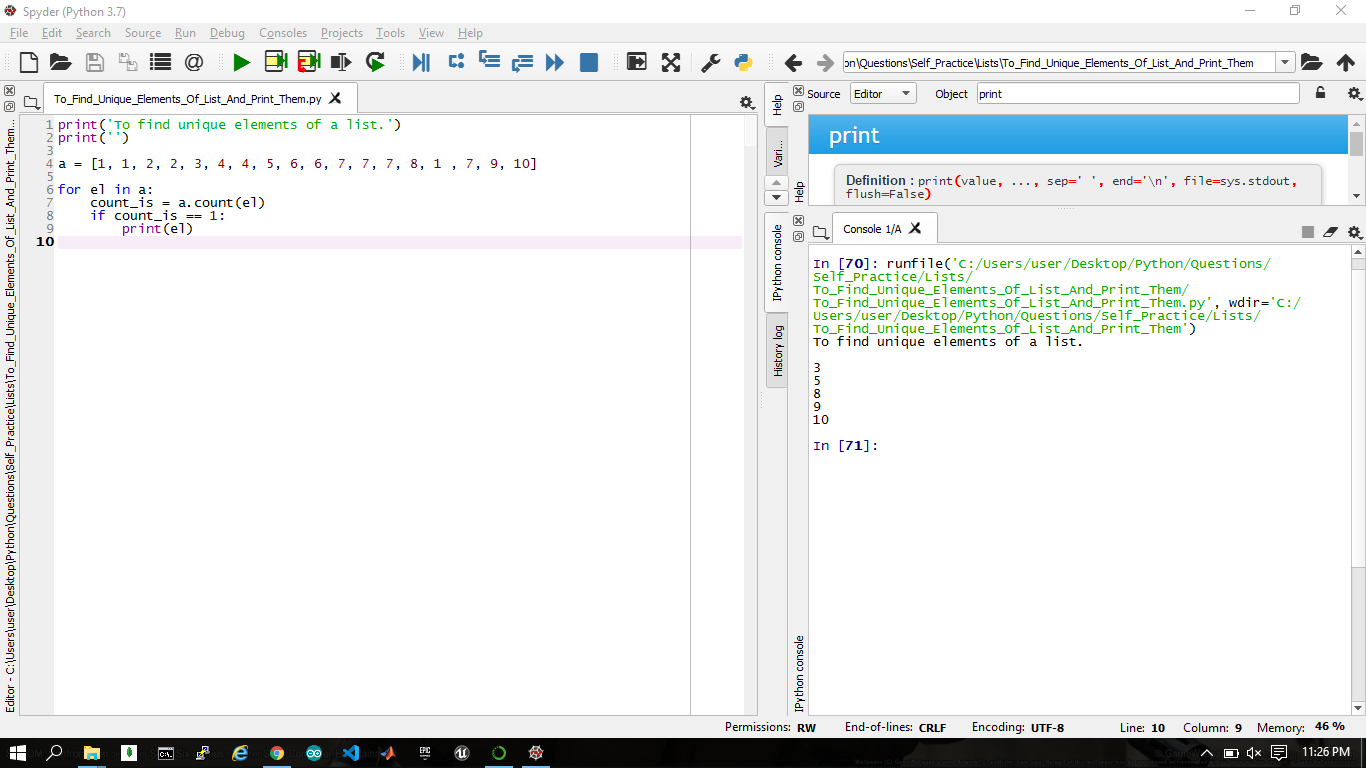 Spyder (Python 3.7)
File Edit Search Source Run Debug Consoles Projects Tools View Help
on\Questions\Self_Practice\Lists\To_Find_Unique_Elements_Of_List_And_Print_Them
To_Find_Unique_Elements_Of_List_And_Print_Them.py
Editor - C:\Users\user\Desktop\Python\Questions\Self_Practice\Lists\To_Find_Unique_Elements_Of_List_And_Print_Them...
1 print('To find unique elements of a list.')
2 print('')
3
4 a = [1, 1, 2, 2, 3, 4, 4, 5, 6, 6, 7, 7, 7, 8, 1 , 7, 9, 10]
5
6 for el in a:
7     count_is = a.count(el)
8     if count_is == 1:
9         print(el)
10
Help
Vari...
Help
Source Editor Object print
print
Definition : print(value, ..., sep=' ', end='\n', file=sys.stdout,
flush=False)
IPython console
History log
Console 1/A
In [70]: runfile('C:/Users/user/Desktop/Python/Questions/
Self_Practice/Lists/
To_Find_Unique_Elements_Of_List_And_Print_Them/
To_Find_Unique_Elements_Of_List_And_Print_Them.py', wdir='C:/
Users/user/Desktop/Python/Questions/Self_Practice/Lists/
To_Find_Unique_Elements_Of_List_And_Print_Them')
To find unique elements of a list.
3
5
8
9
10
In [71]:
IPython console
Permissions: RW End-of-lines: CRLF Encoding: UTF-8 Line: 10 Column: 9 Memory: 46 %
11:26 PM